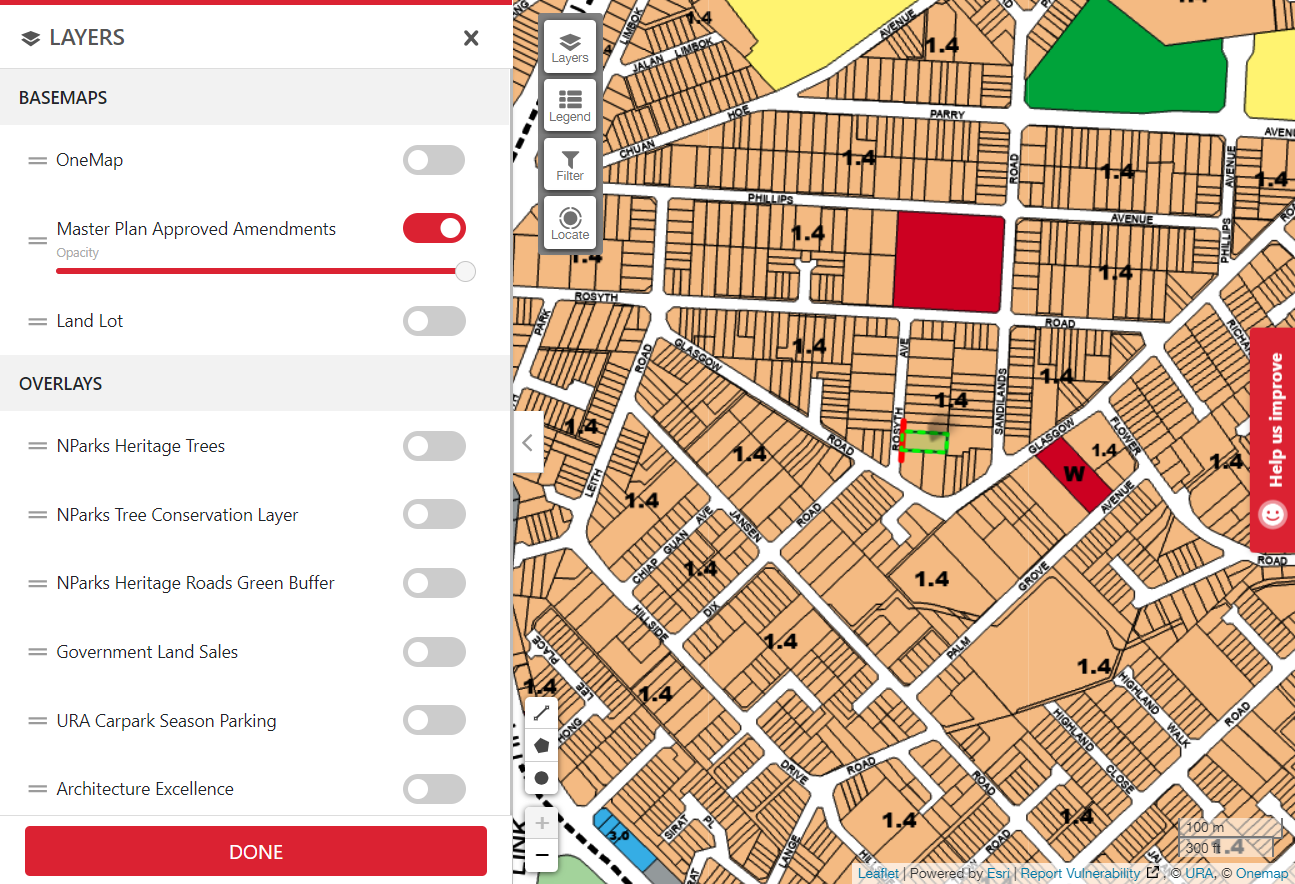 LAYERS
BASEMAPS
OneMap
Master Plan Approved Amendments
Opacity
Land Lot
OVERLAYS
NParks Heritage Trees
NParks Tree Conservation Layer
NParks Heritage Roads Green Buffer
Government Land Sales
URA Carpark Season Parking
Architecture Excellence
DONE
Layers
Legend
Filter
Locate
Help us improve
LIMBOK
1.4
JALAN LIMBOK
AVENUE
1.4
HOE
CHUAN
PARRY
AVENUE
1.4
ROAD
1.4
AVENUE
1.4
PHILLIPS
AVENUE
PHILLIPS
1.4
1.4
1.4
ROSYTH
ROAD
PARK
ROAD
GLASGOW
1.4
AVE
1.4
SANDILANDS
1.4
ROSYTH
ROAD
GLASGOW
FLOWER
1.4
1.4
W
AVENUE
1.4
1.4
LEITH
1.4
ROAD
JANSEN
CHIAP GUAN AVE
1.4
1.4
GROVE
ROAD
DIX
HILLSIDE
1.4
PALM
PLACE
1.4
LEE
1.4
HONG
1.4
HIGHLAND
WALK
HIGHLAND
CLOSE
ROAD
DRIVE
ROAD
ROAD
3.0
SIRAT
PL
LANGE
1.4
ROAD
1.4
LINK
100 m
300 ft
Leaflet | Powered by Esri | Report Vulnerability , © URA, © Onemap